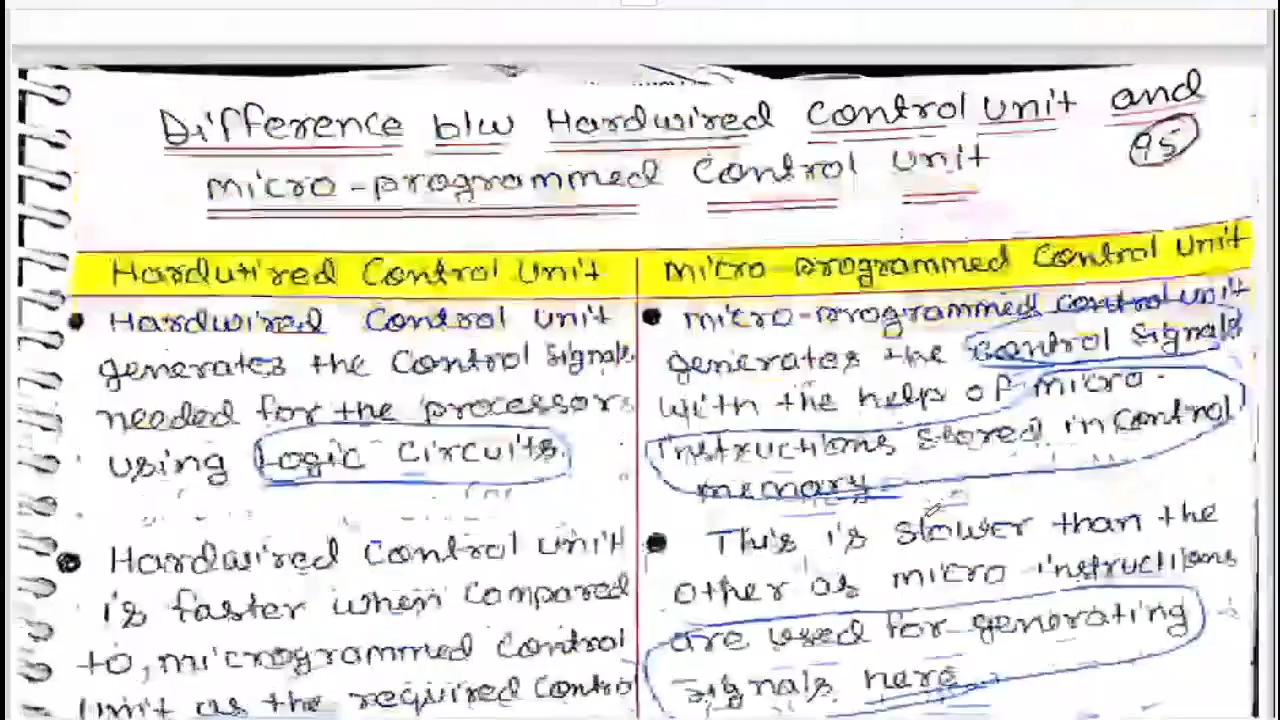 Difference b/w Hardwired Control Unit and
95
micro-programmed Control Unit
Hardwired Control Unit
Hardwired Control Unit
generates the Control Signals
needed for the processors
using Logic Circuits.
Hardwired Control Unit
is faster when compared
to, microgrammed Control
Unit as the required Contro
micro-programmed Control Unit
micro-programmed control unit
generates the Control Signals
with the help of micro-
instructions stored in Control
memory
This is slower than the
other as micro instructions
are used for generating
signals here